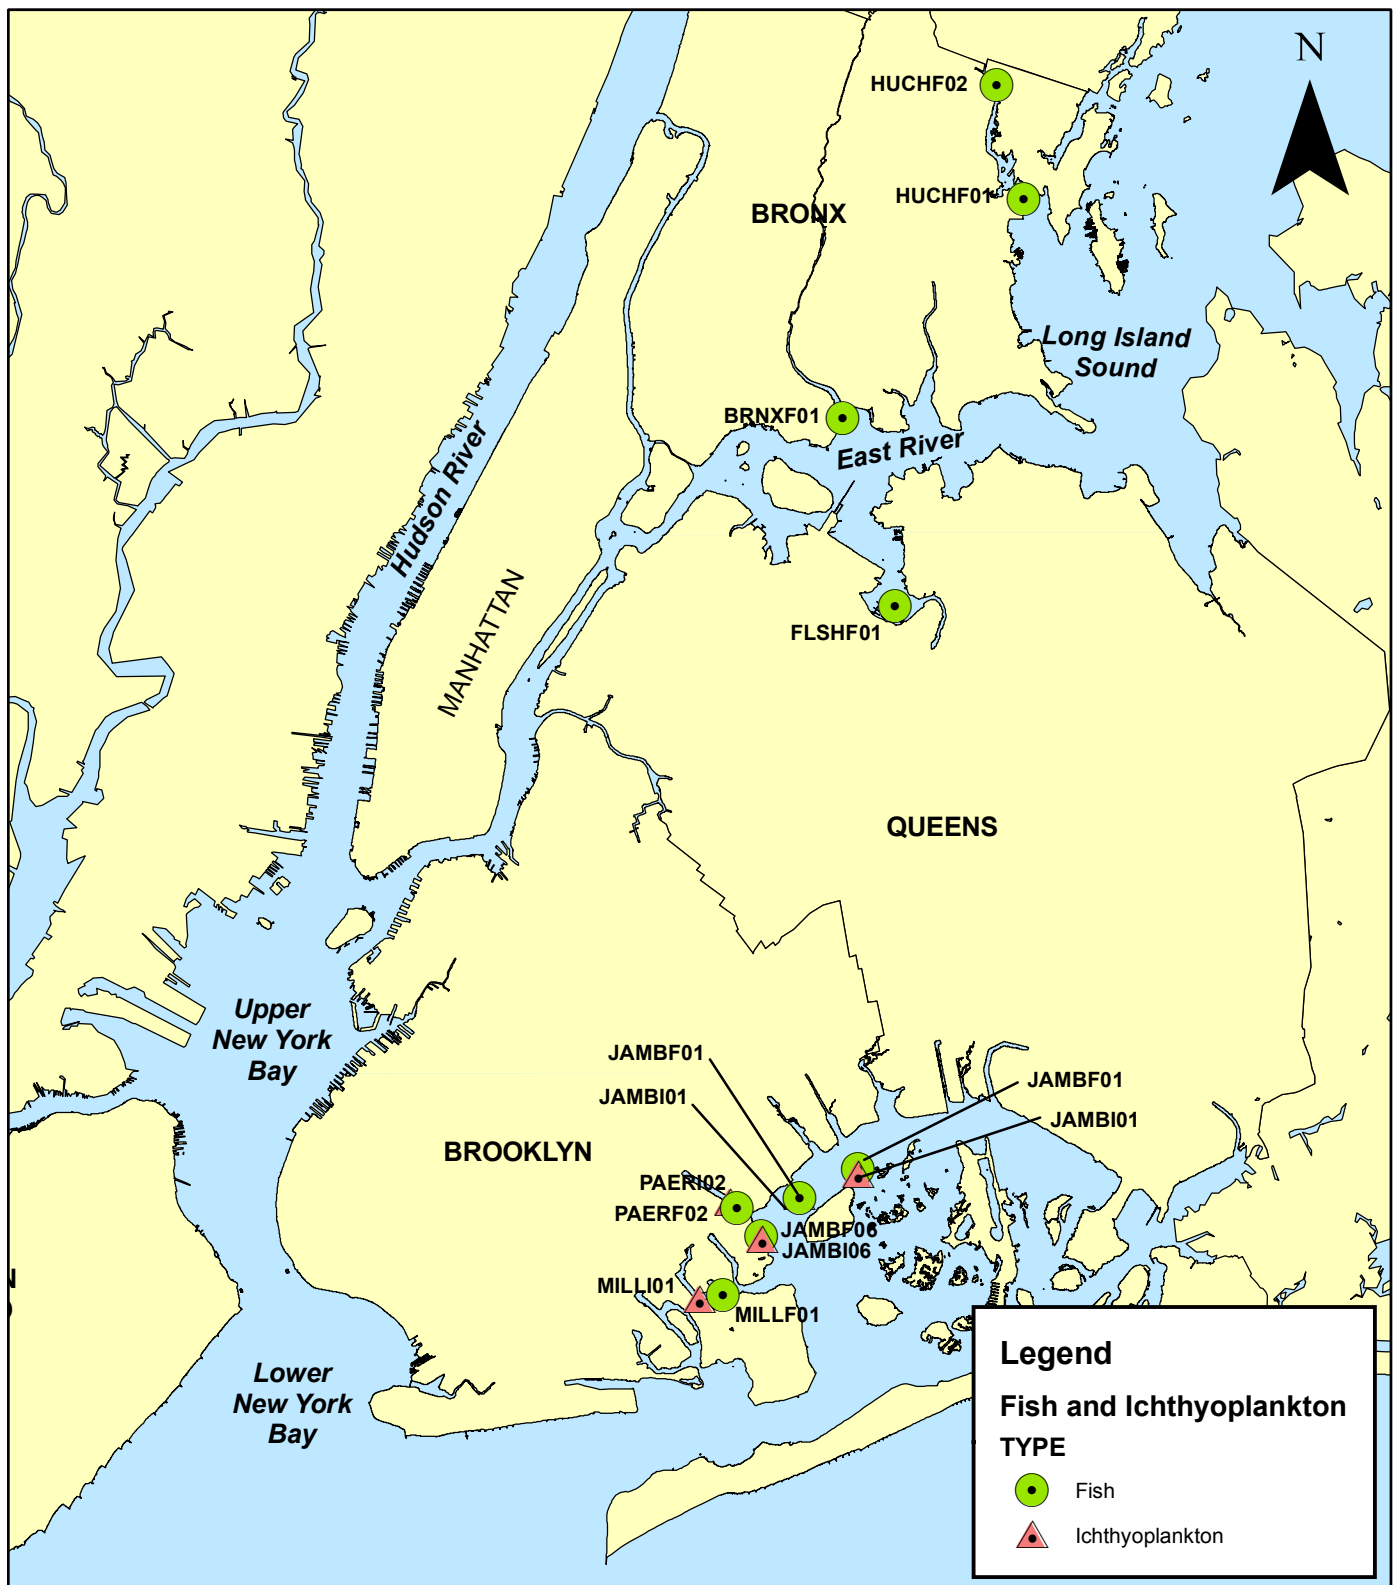 N
HUCHF02
HUCHF01
BRONX
Long Island
Sound
BRNXF01
East River
Hudson River
MANHATTAN
FLSHF01
QUEENS
Upper
New York
Bay
JAMBF01
JAMBI01
JAMBF01
JAMBI01
BROOKLYN
PAERI02
PAERF02
JAMBF06
JAMBI06
MILLI01
MILLF01
N
Lower
New York
Bay
Legend
Fish and Ichthyoplankton
TYPE
Fish
Ichthyoplankton